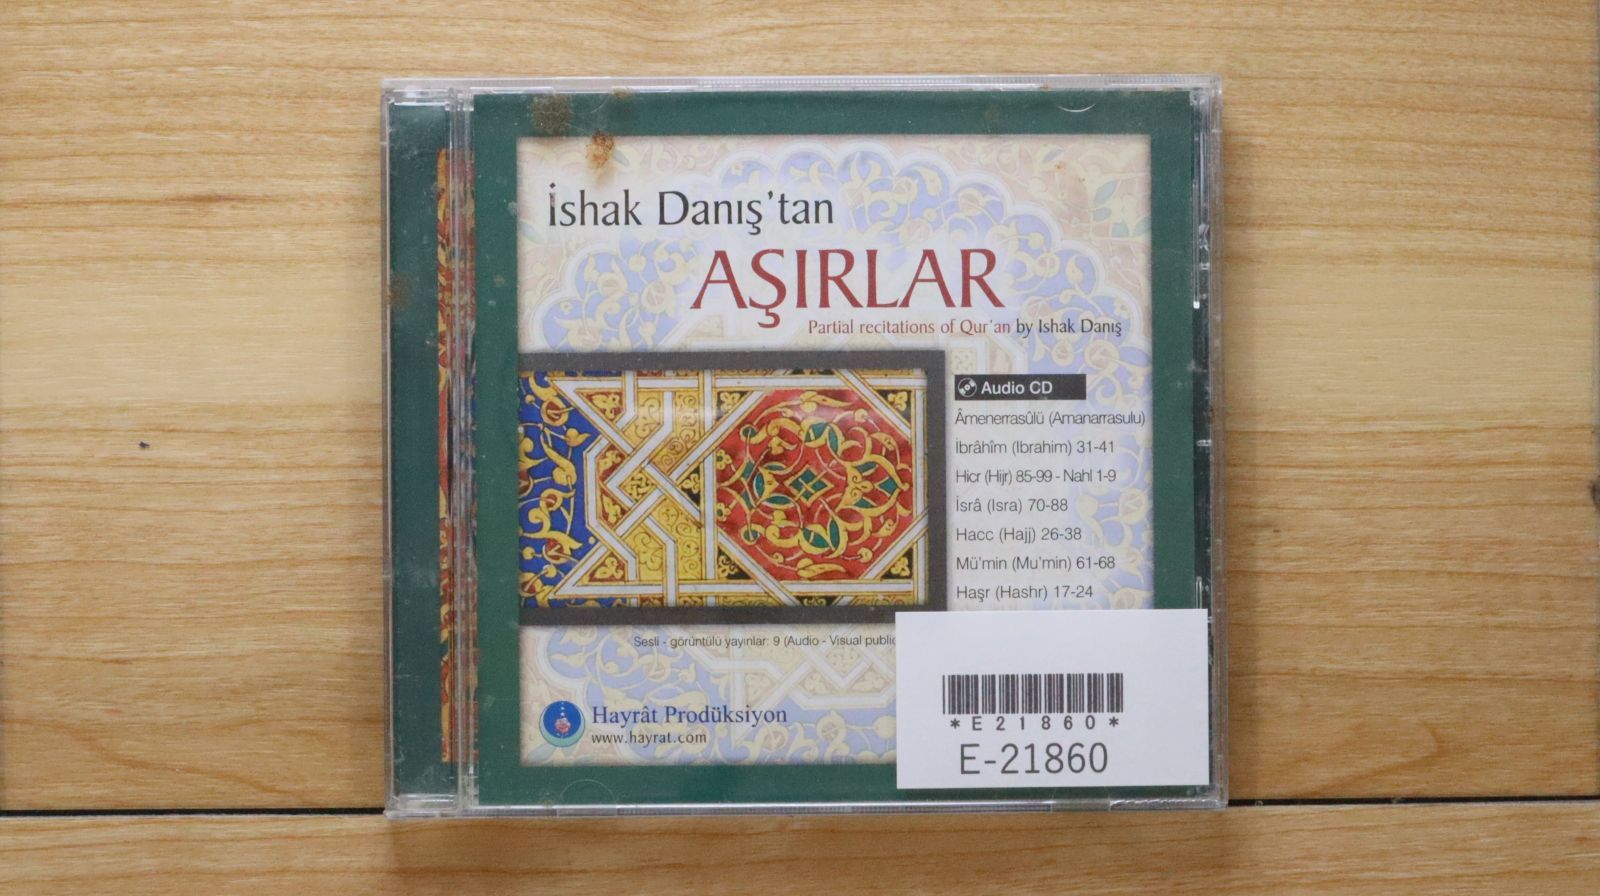 İshak Danış'tan
AŞIRLAR
Partial recitations of Qur'an by Ishak Danış
Audio CD
Âmenerrasûlü (Amanarrasulu)
İbrâhîm (Ibrahim) 31-41
Hicr (Hijr) 85-99 - Nahl 1-9
İsrâ (Isra) 70-88
Hacc (Hajj) 26-38
Mü'min (Mu'min) 61-68
Haşr (Hashr) 17-24
Sesli - görüntülü yayınlar: 9 (Audio - Visual
Hayrât Prodüksiyon
www.hayrat.com
*E21860*
E-21860